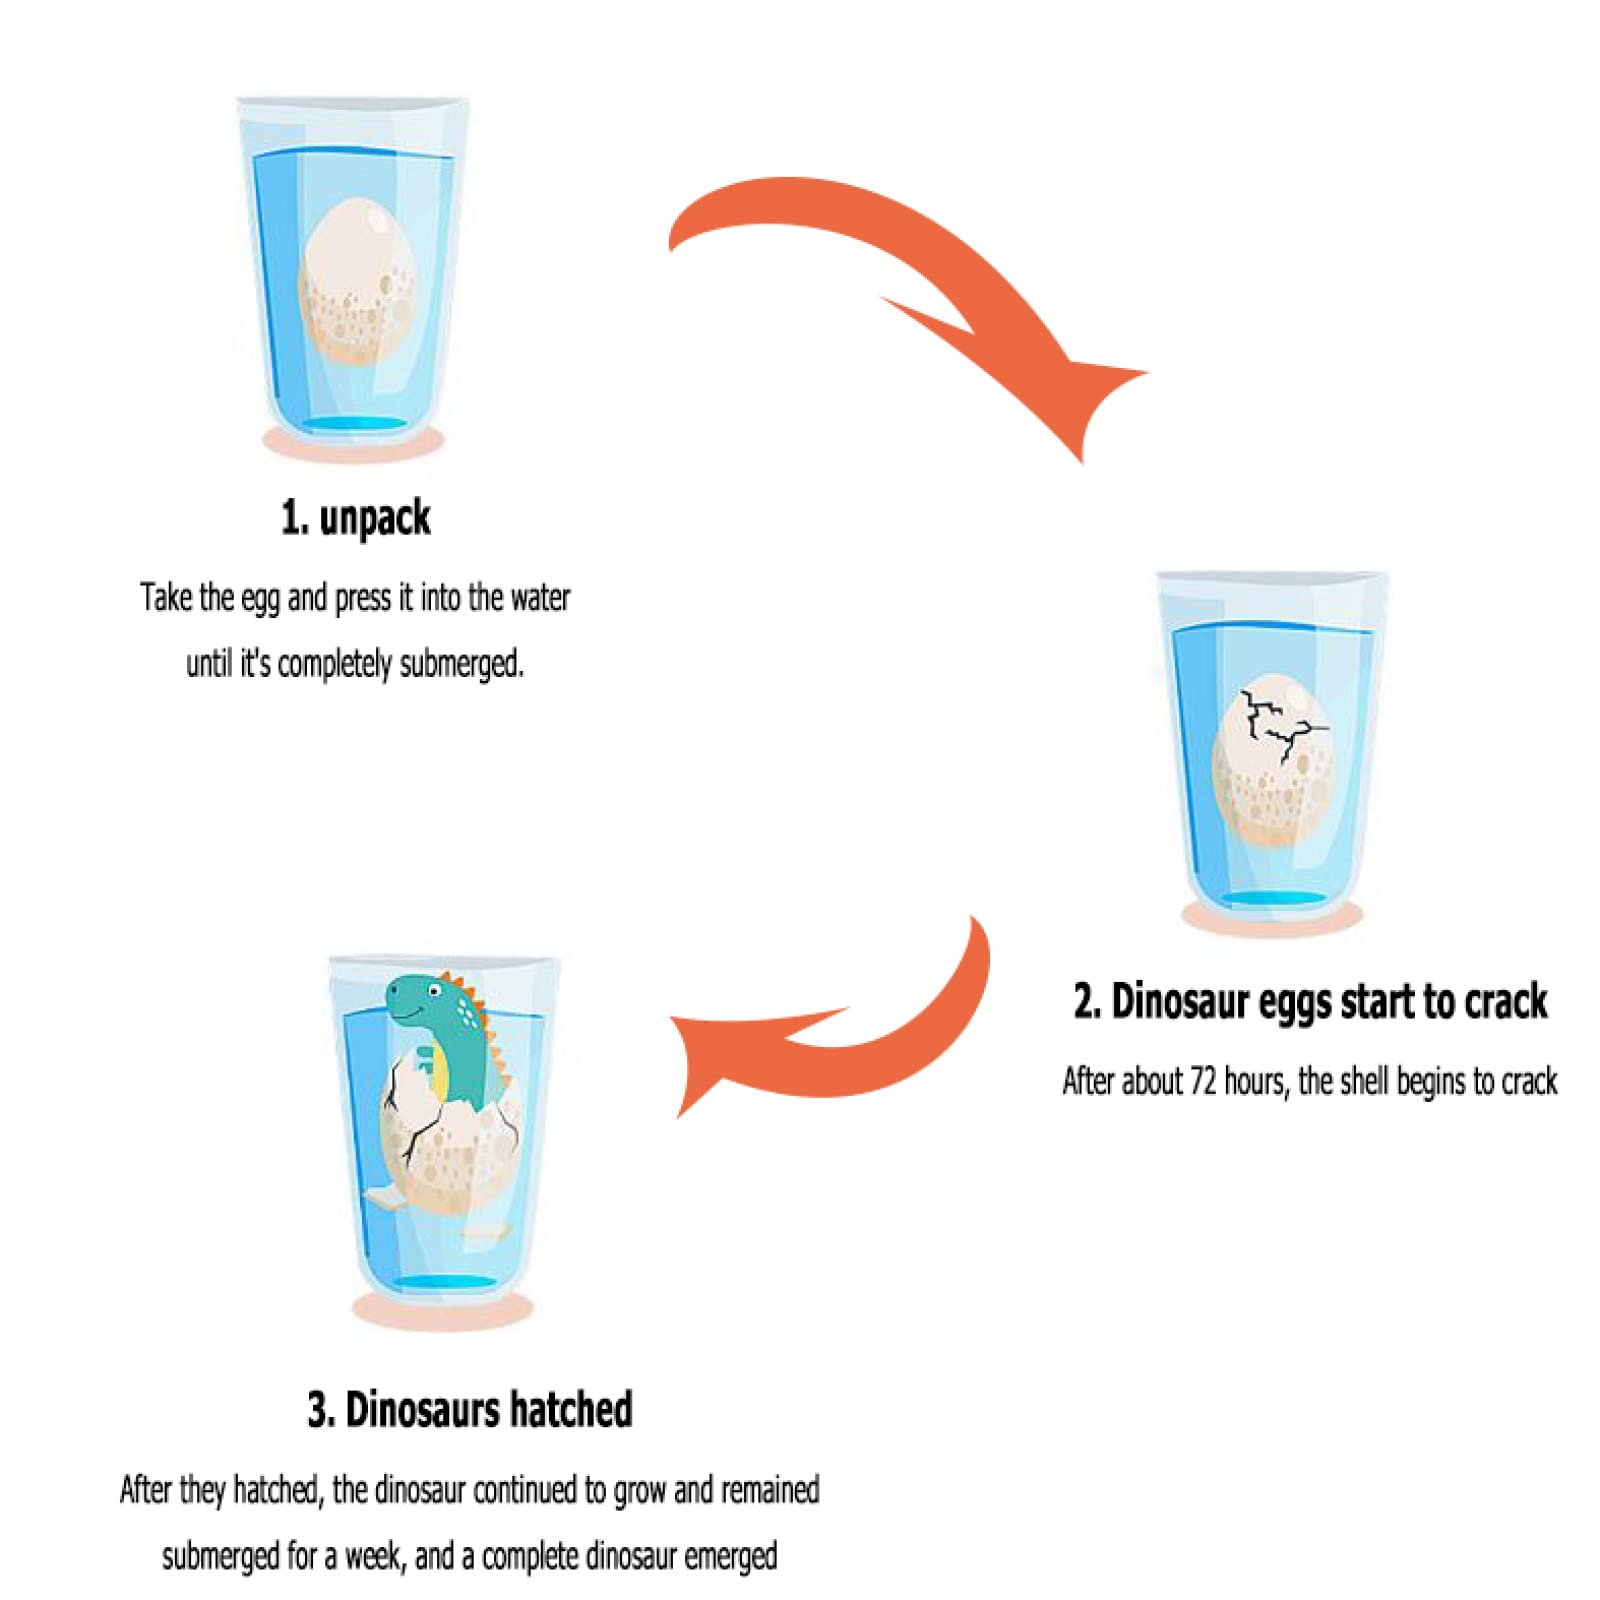 1. unpack
Take the egg and press it into the water
until it's completely submerged.
2. Dinosaur eggs start to crack
After about 72 hours, the shell begins to crack
3. Dinosaurs hatched
After they hatched, the dinosaur continued to grow and remained
submerged for a week, and a complete dinosaur emerged